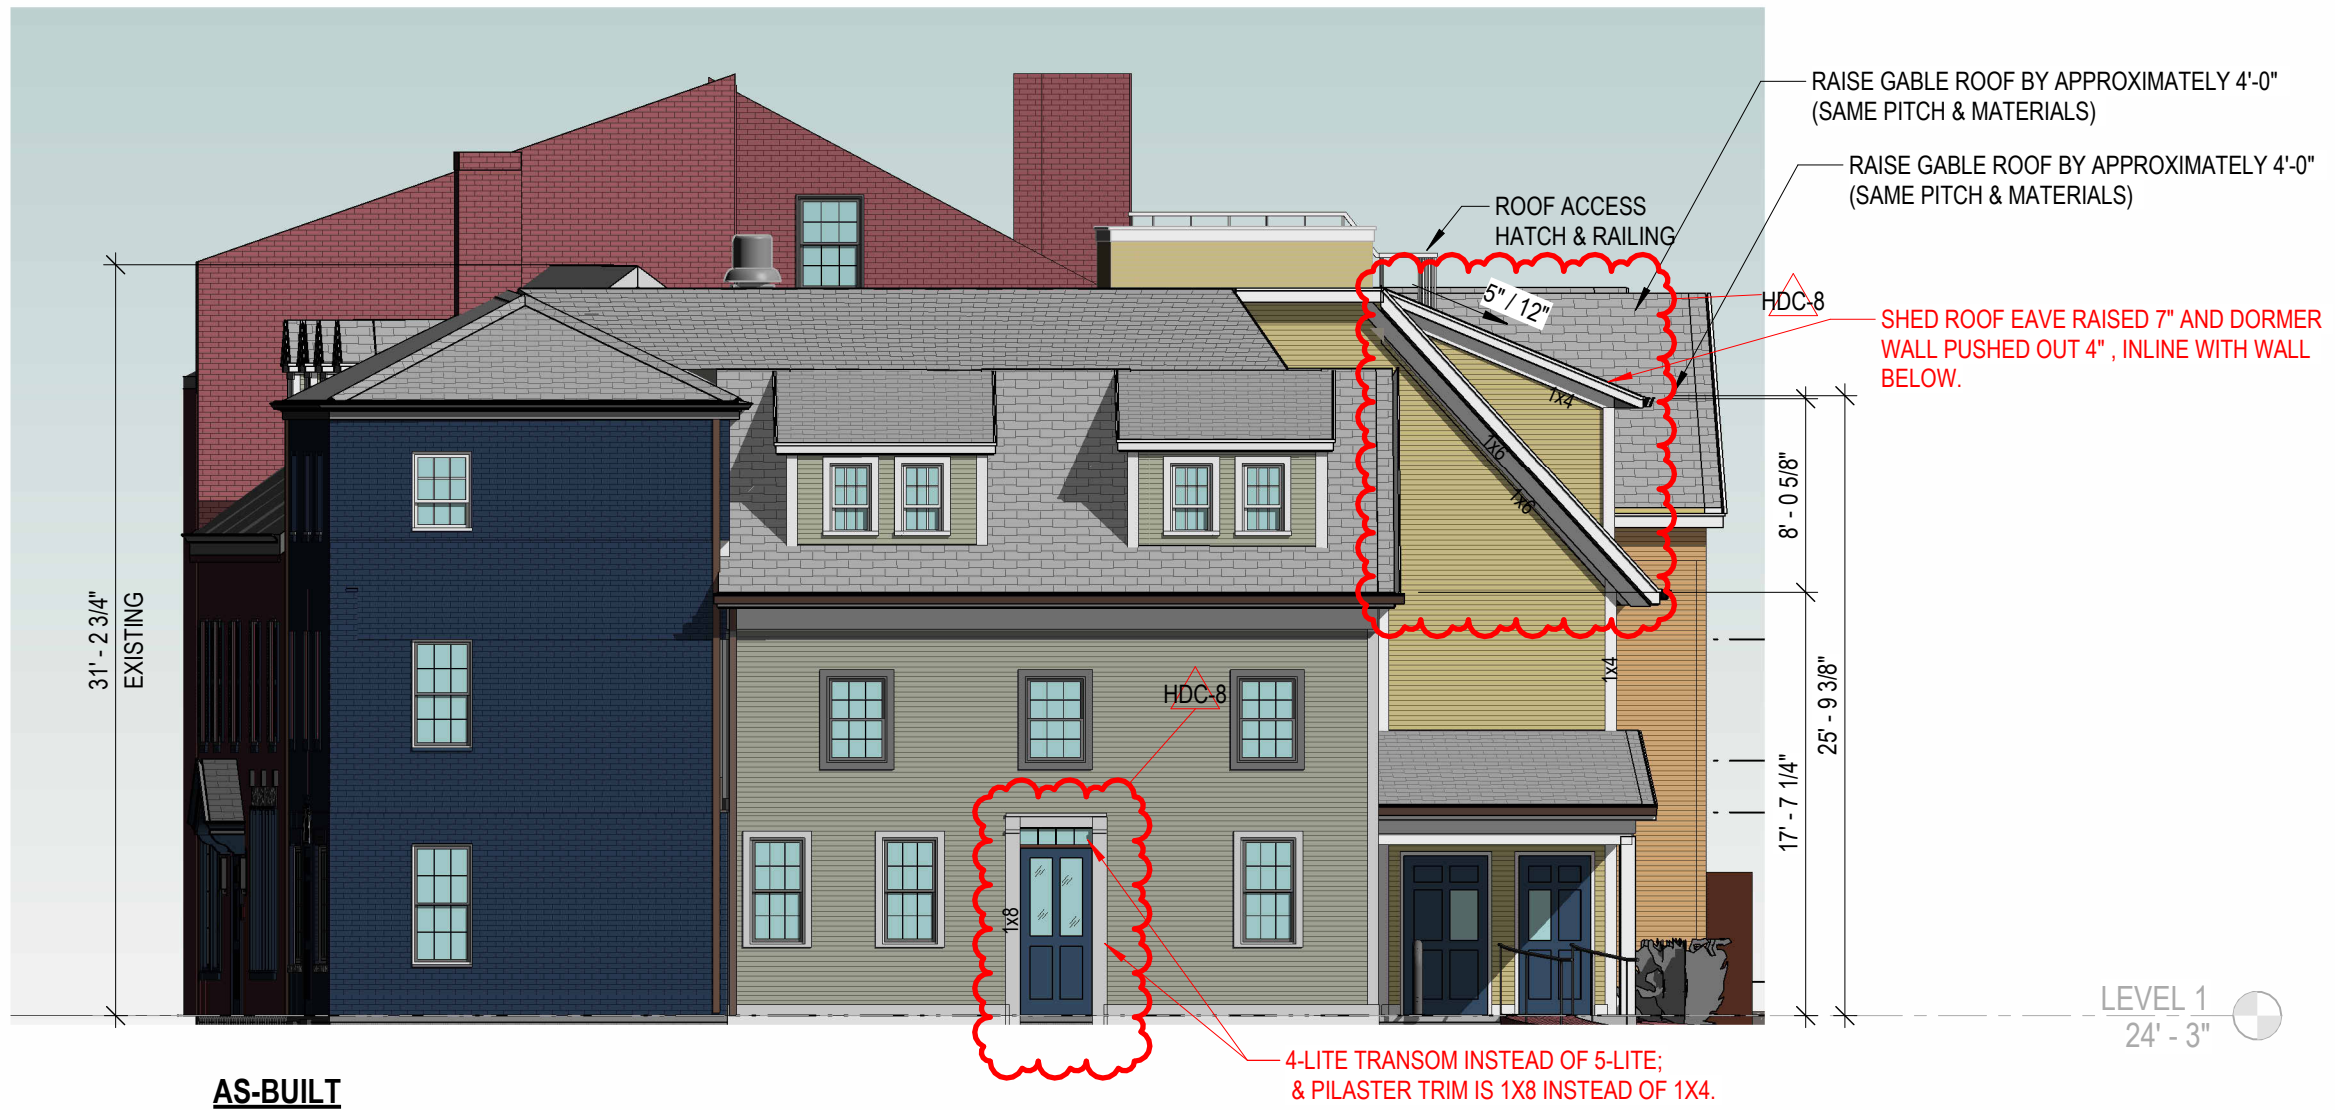 RAISE GABLE ROOF BY APPROXIMATELY 4'-0"
(SAME PITCH & MATERIALS)
RAISE GABLE ROOF BY APPROXIMATELY 4'-0"
(SAME PITCH & MATERIALS)
ROOF ACCESS
HATCH & RAILING
5" / 12"
HDC-8
SHED ROOF EAVE RAISED 7" AND DORMER
WALL PUSHED OUT 4" , INLINE WITH WALL
BELOW.
1x4
1x6
1x6
8' - 0 5/8"
31' - 2 3/4"
EXISTING
1x4
HDC-8
25' - 9 3/8"
17' - 7 1/4"
1x8
LEVEL 1
24' - 3"
4-LITE TRANSOM INSTEAD OF 5-LITE;
& PILASTER TRIM IS 1X8 INSTEAD OF 1X4.
AS-BUILT